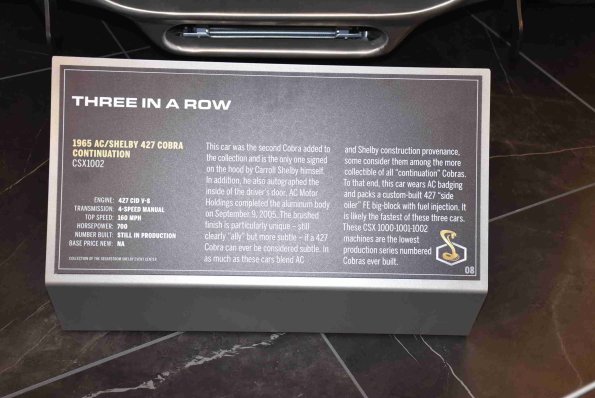 THREE IN A ROW
1965 AC/SHELBY 427 COBRA
CONTINUATION
CSX1002
ENGINE: 427 CID V-8
TRANSMISSION: 4-SPEED MANUAL
TOP SPEED: 160 MPH
HORSEPOWER: 700
NUMBER BUILT: STILL IN PRODUCTION
BASE PRICE NEW: NA
COLLECTION OF THE SEGERSTROM SHELBY EVENT CENTER
This car was the second Cobra added to
the collection and is the only one signed
on the hood by Carroll Shelby himself.
In addition, he also autographed the
inside of the driver's door. AC Motor
Holdings completed the aluminum body
on September 9, 2005. The brushed
finish is particularly unique – still
clearly "ally" but more subtle – if a 427
Cobra can ever be considered subtle. In
as much as these cars blend AC
and Shelby construction provenance,
some consider them among the more
collectible of all "continuation" Cobras.
To that end, this car wears AC badging
and packs a custom-built 427 "side
oiler" FE big-block with fuel injection. It
is likely the fastest of these three cars.
These CSX 1000-1001-1002
machines are the lowest
production series numbered
Cobras ever built.
08